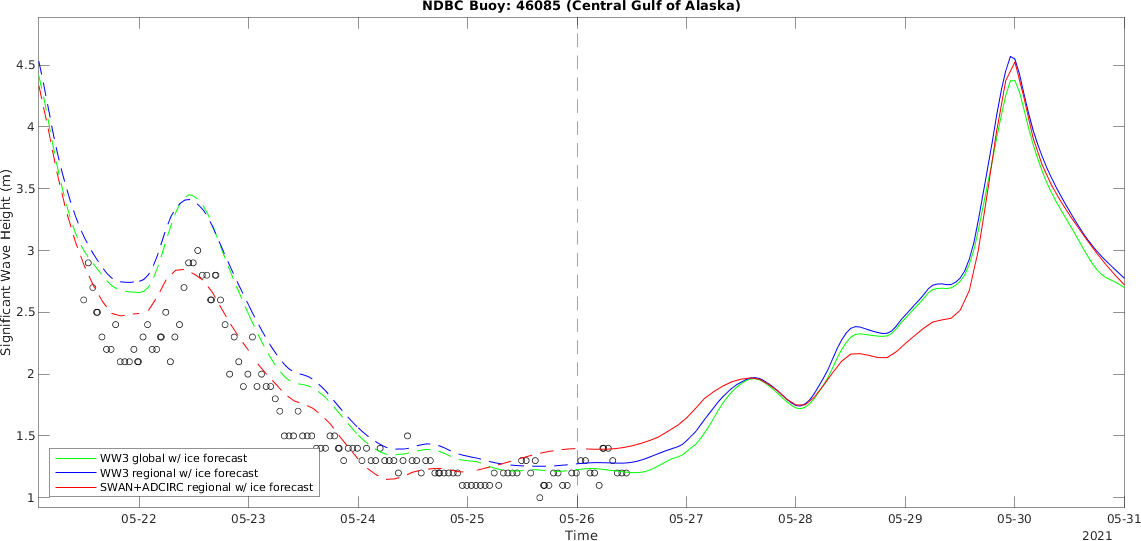 NDBC Buoy: 46085 (Central Gulf of Alaska)
Significant Wave Height (m)
4.5
4
3.5
3
2.5
2
1.5
1
WW3 global w/ ice forecast
WW3 regional w/ ice forecast
SWAN+ADCIRC regional w/ ice forecast
05-22 05-23 05-24 05-25 05-26 05-27 05-28 05-29 05-30 05-31
Time
2021